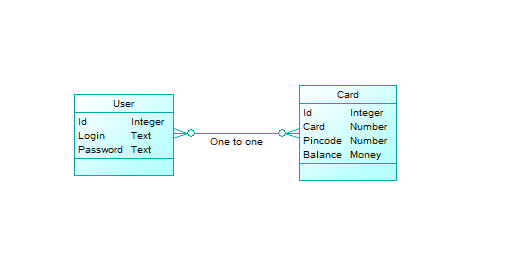 User
Id Integer
Login Text
Password Text
One to one
Card
Id Integer
Card Number
Pincode Number
Balance Money